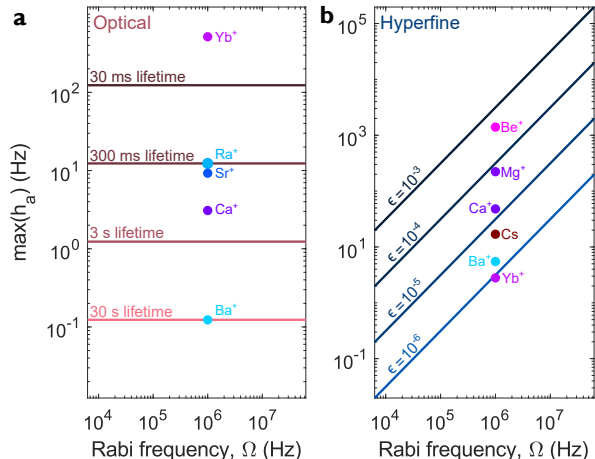 a
Optical
Yb⁺
30 ms lifetime
300 ms lifetime
Ra⁺
Sr⁺
Ca⁺
3 s lifetime
30 s lifetime
Ba⁺
10²
10¹
10⁰
10⁻¹
max(hₐ) (Hz)
10⁴ 10⁵ 10⁶ 10⁷
Rabi frequency, Ω (Hz)
b
Hyperfine
Be⁺
ϵ=10⁻³
Mg⁺
ϵ=10⁻⁴
Ca⁺
Cs
ϵ=10⁻⁵
Ba⁺
Yb⁺
ϵ=10⁻⁶
10⁵
10³
10¹
10⁻¹
10⁴ 10⁵ 10⁶ 10⁷
Rabi frequency, Ω (Hz)